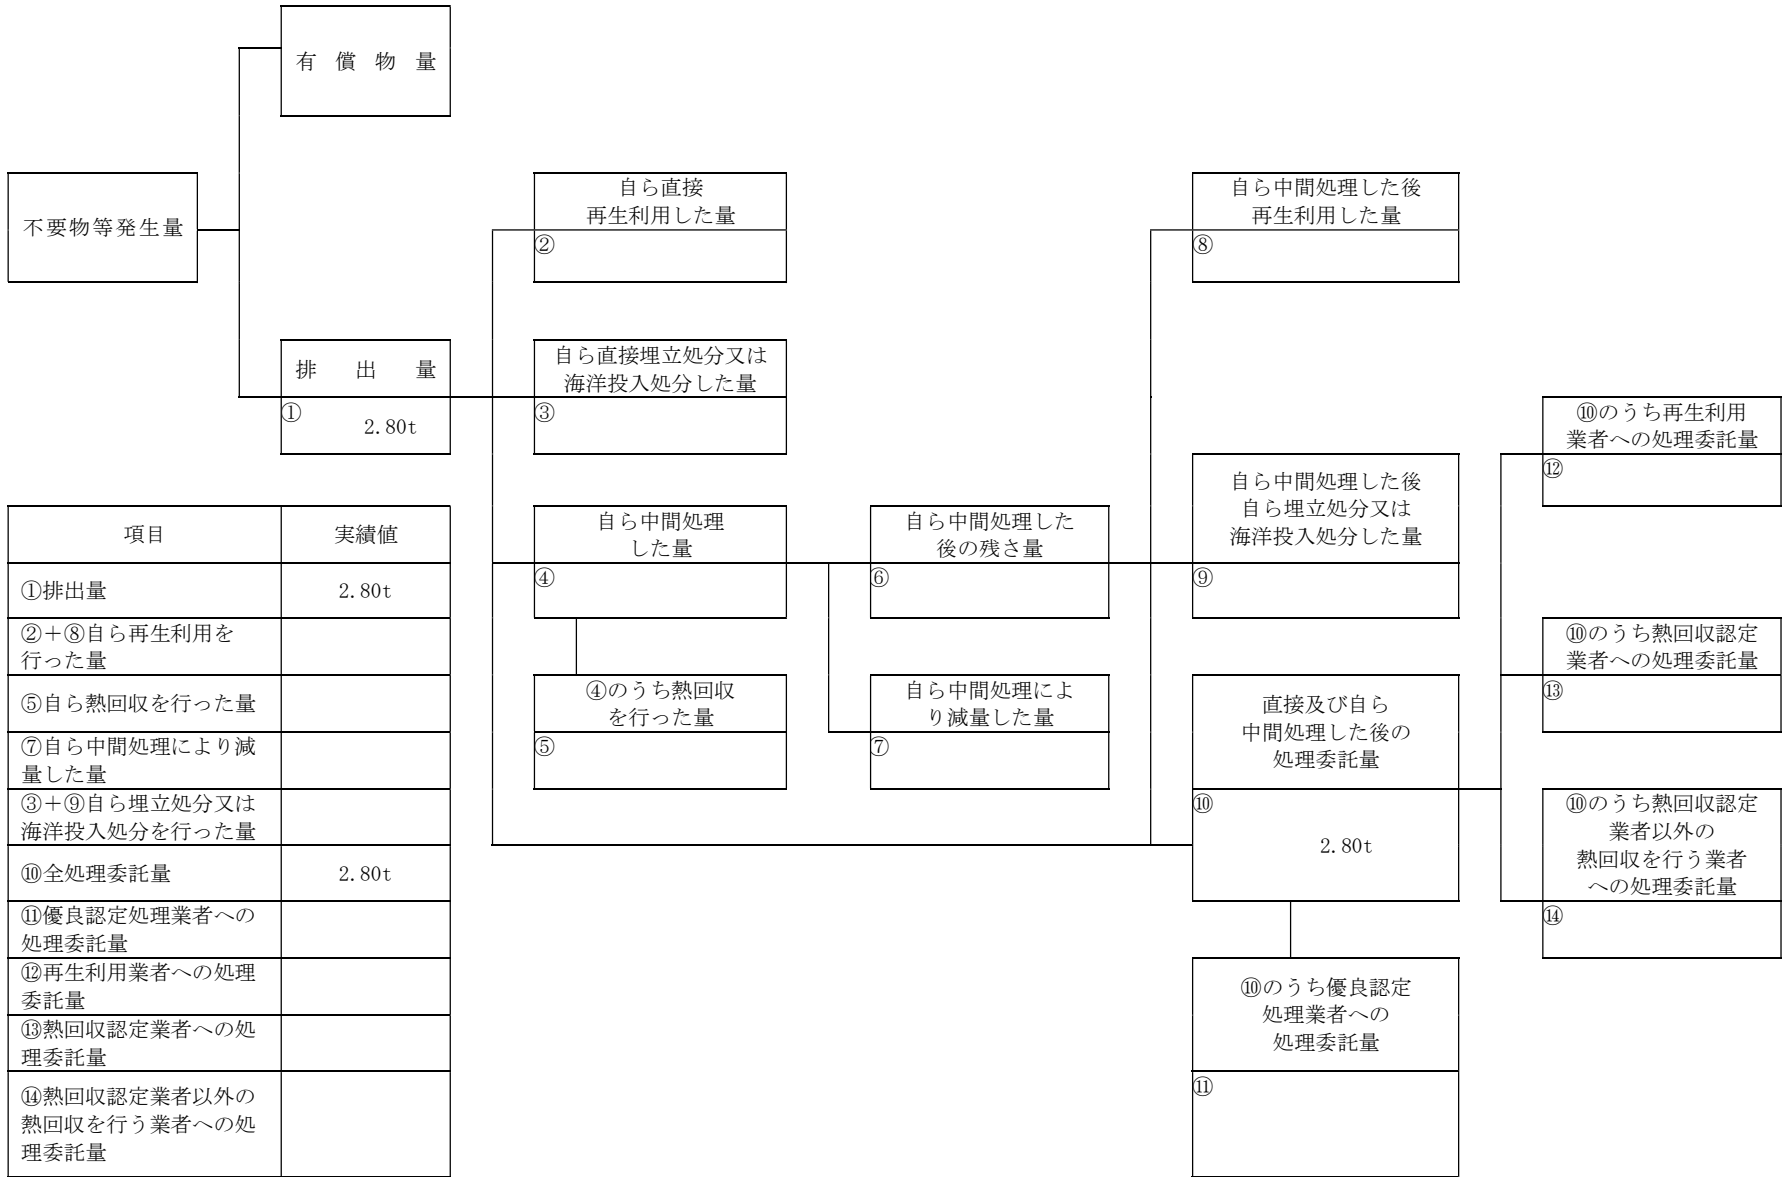 有償物量
不要物等発生量
自ら直接
再生利用した量
②
自ら中間処理した後
再生利用した量
⑧
排出量
①
2.80t
自ら直接埋立処分又は
海洋投入処分した量
③
⑩のうち再生利用
業者への処理委託量
⑫
自ら中間処理した後
自ら埋立処分又は
海洋投入処分した量
⑨
自ら中間処理
した量
④
自ら中間処理した
後の残さ量
⑥
⑩のうち熱回収認定
業者への処理委託量
⑬
④のうち熱回収
を行った量
⑤
自ら中間処理によ
り減量した量
⑦
直接及び自ら
中間処理した後の
処理委託量
⑩
2.80t
⑩のうち熱回収認定
業者以外の
熱回収を行う業者
への処理委託量
⑭
⑩のうち優良認定
処理業者への
処理委託量
⑪
項目 実績値
①排出量 2.80t
②＋⑧自ら再生利用を
行った量
⑤自ら熱回収を行った量
⑦自ら中間処理により減
量した量
③＋⑨自ら埋立処分又は
海洋投入処分を行った量
⑩全処理委託量 2.80t
⑪優良認定処理業者への
処理委託量
⑫再生利用業者への処理
委託量
⑬熱回収認定業者への処
理委託量
⑭熱回収認定業者以外の
熱回収を行う業者への処
理委託量